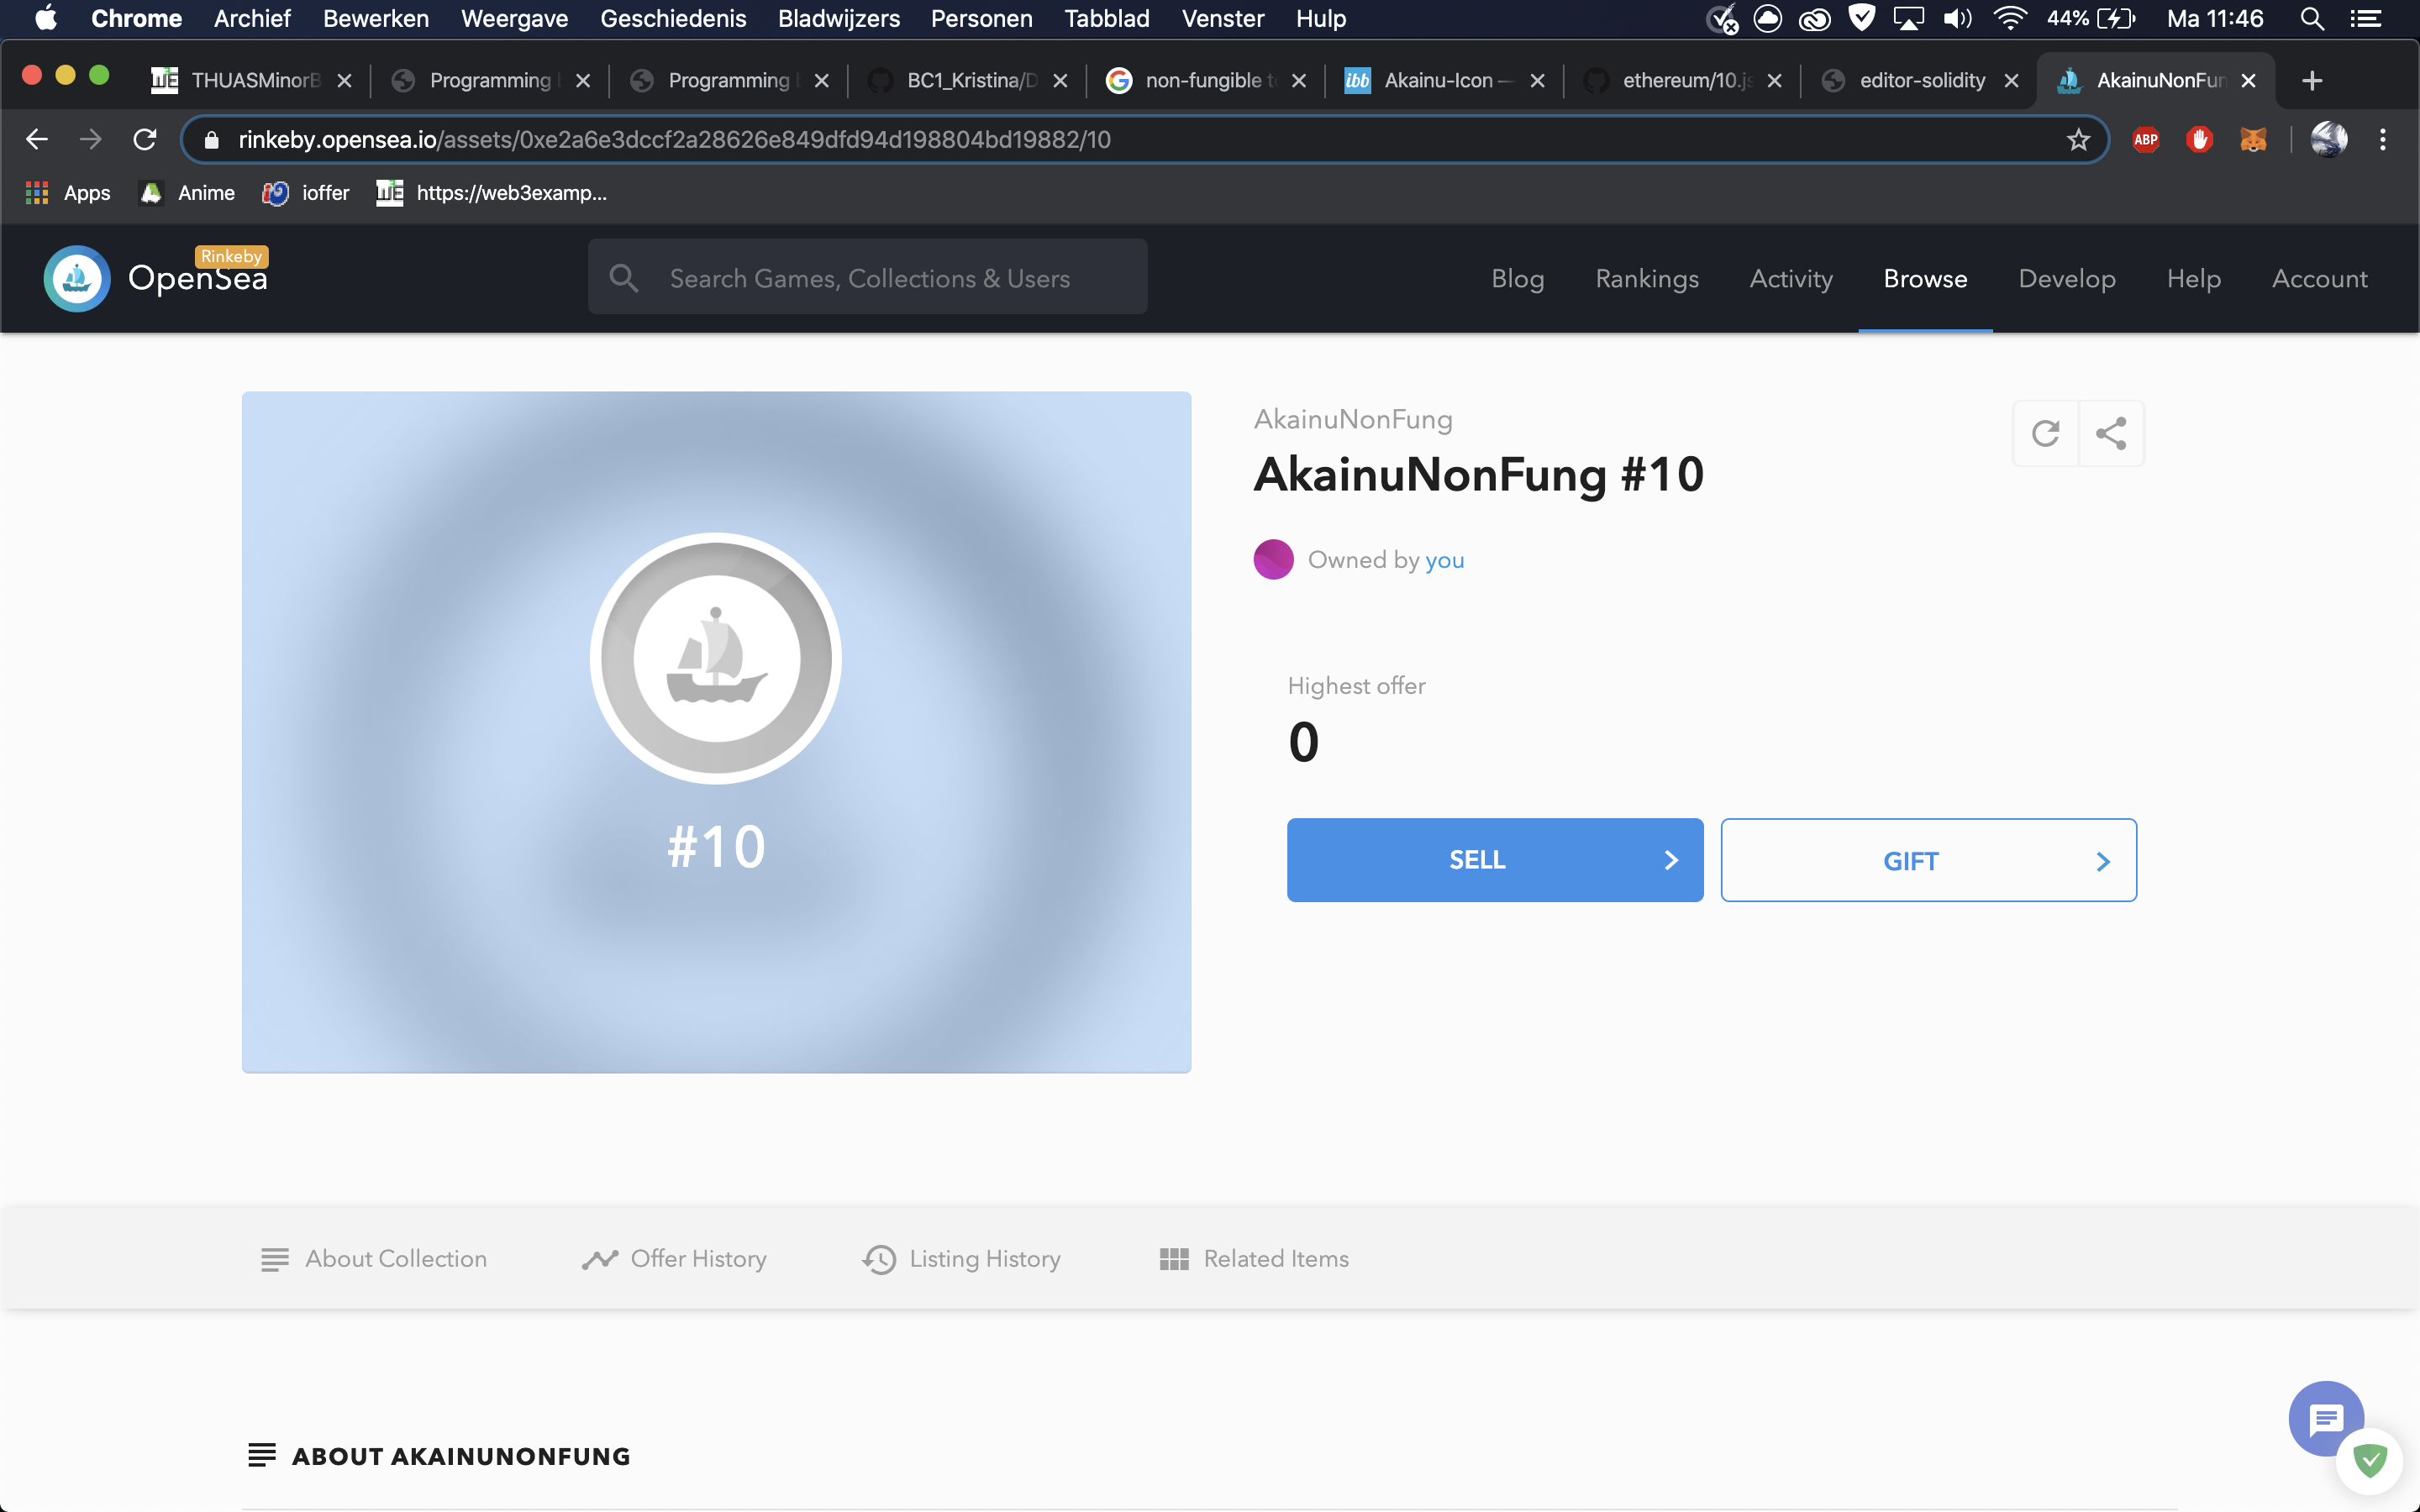 Chrome Archief Bewerken Weergave Geschiedenis Bladwijzers Personen Tabblad Venster Hulp 44% Ma 11:46
THUASMinorB Programming Programming BC1_Kristina/D non-fungible ibb Akainu-Icon — ethereum/10.js editor-solidity AkainuNonFun
rinkeby.opensea.io/assets/0xe2a6e3dccf2a28626e849dfd94d198804bd19882/10 ABP
Apps Anime ioffer https://web3examp...
Rinkeby
OpenSea Search Games, Collections & Users Blog Rankings Activity Browse Develop Help Account
AkainuNonFung
AkainuNonFung #10
Owned by you
Highest offer
0
SELL GIFT
#10
About Collection Offer History Listing History Related Items
ABOUT AKAINUNONFUNG